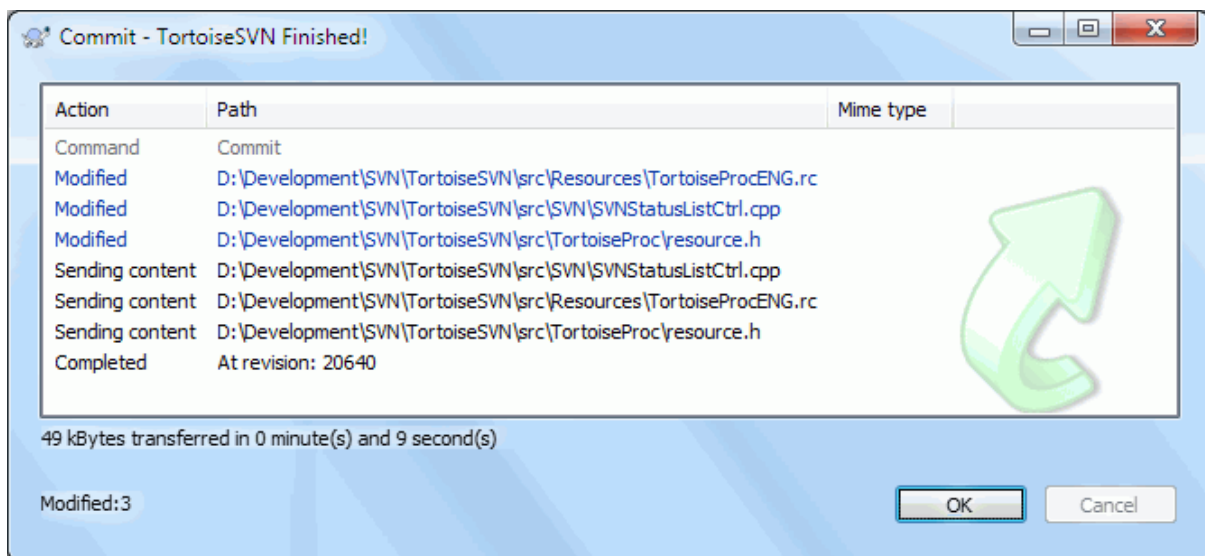 Commit - TortoiseSVN Finished!
Action Path Mime type
Command Commit
Modified D:\Development\SVN\TortoiseSVN\src\Resources\TortoiseProcENG.rc
Modified D:\Development\SVN\TortoiseSVN\src\SVN\SVNStatusListCtrl.cpp
Modified D:\Development\SVN\TortoiseSVN\src\TortoiseProc\resource.h
Sending content D:\Development\SVN\TortoiseSVN\src\SVN\SVNStatusListCtrl.cpp
Sending content D:\Development\SVN\TortoiseSVN\src\Resources\TortoiseProcENG.rc
Sending content D:\Development\SVN\TortoiseSVN\src\TortoiseProc\resource.h
Completed At revision: 20640
49 kBytes transferred in 0 minute(s) and 9 second(s)
Modified:3
OK Cancel